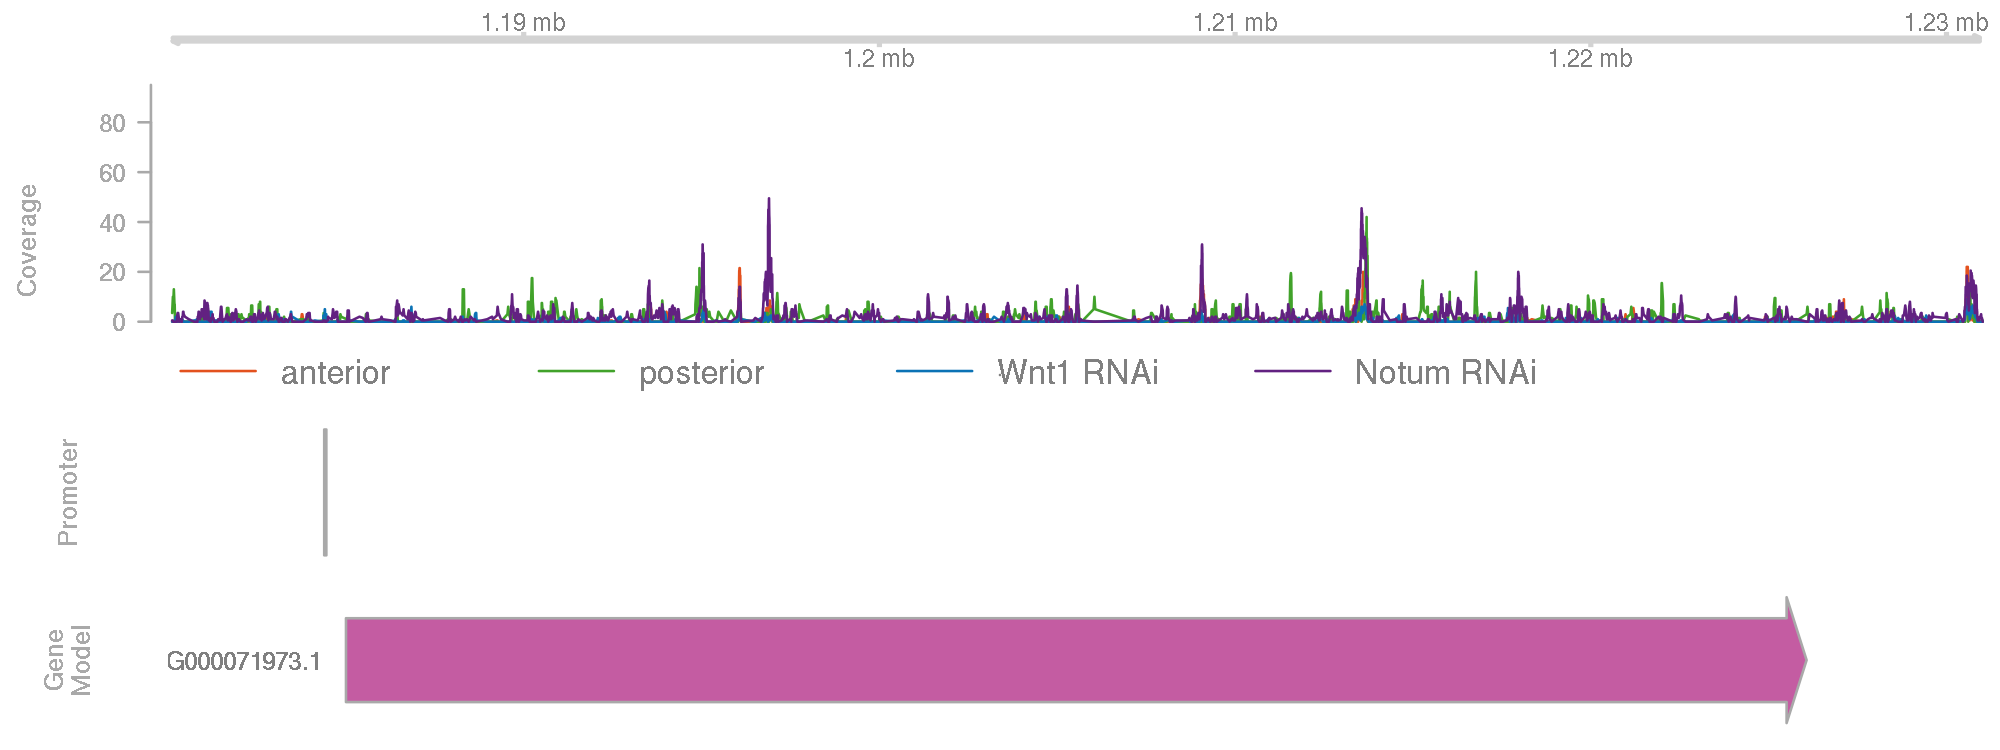 1.19 mb 1.21 mb 1.23 mb
1.2 mb 1.22 mb
Coverage
80
60
40
20
0
anterior posterior Wnt1 RNAi Notum RNAi
Promoter
Gene
Model
G000071973.1